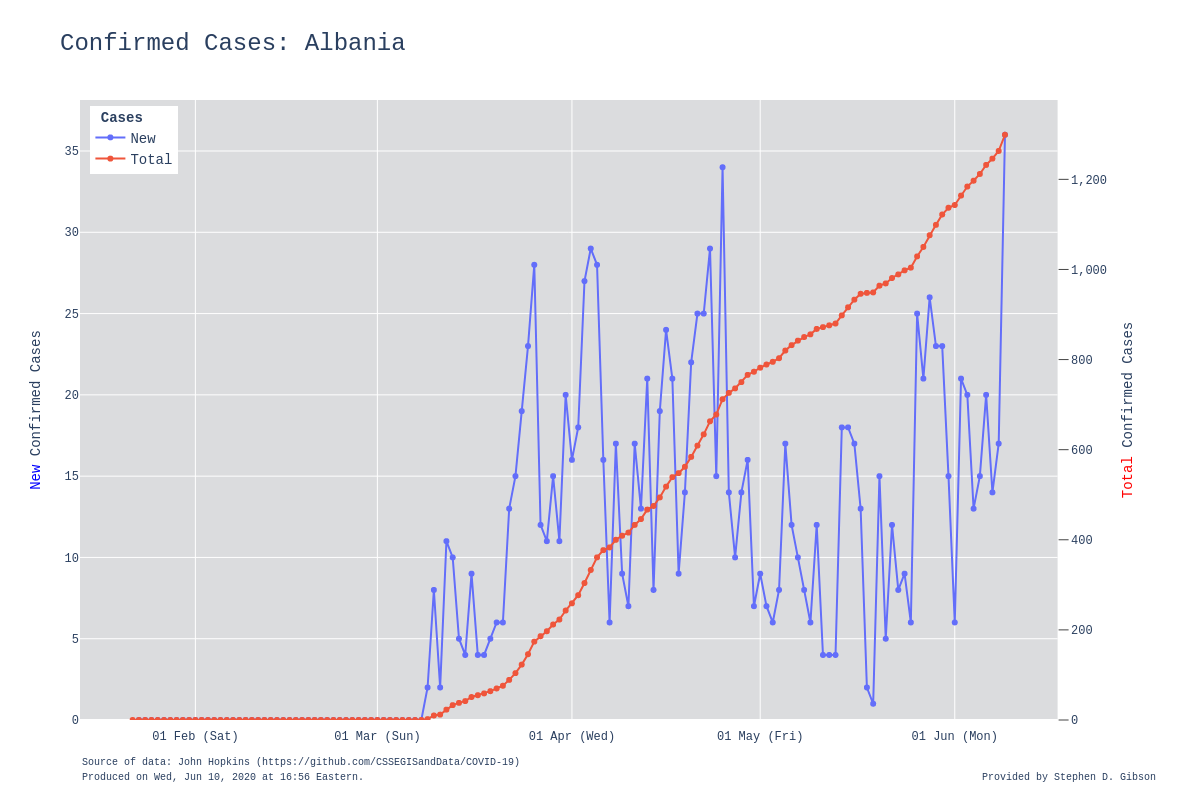 Confirmed Cases: Albania
Cases
New
Total
35
30
25
20
15
10
5
0
1,200
1,000
800
600
400
200
0
New Confirmed Cases
Total Confirmed Cases
01 Feb (Sat)
01 Mar (Sun)
01 Apr (Wed)
01 May (Fri)
01 Jun (Mon)
Source of data: John Hopkins (https://github.com/CSSEGISandData/COVID-19)
Produced on Wed, Jun 10, 2020 at 16:56 Eastern.
Provided by Stephen D. Gibson